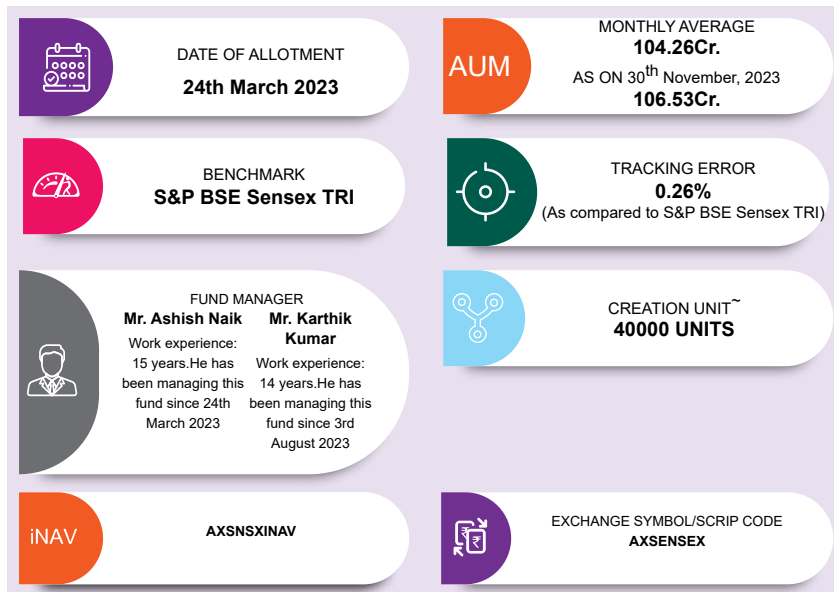 DATE OF ALLOTMENT
24th March 2023
AUM
MONTHLY AVERAGE
104.26Cr.
AS ON 30th November, 2023
106.53Cr.
BENCHMARK
S&P BSE Sensex TRI
TRACKING ERROR
0.26%
(As compared to S&P BSE Sensex TRI)
FUND MANAGER
Mr. Ashish Naik
Work experience:
15 years.He has
been managing this
fund since 24th
March 2023
Mr. Karthik
Kumar
Work experience:
14 years.He has
been managing this
fund since 3rd
August 2023
CREATION UNIT~
40000 UNITS
iNAV
AXSNSXINAV
₹
₹
EXCHANGE SYMBOL/SCRIP CODE
AXSENSEX